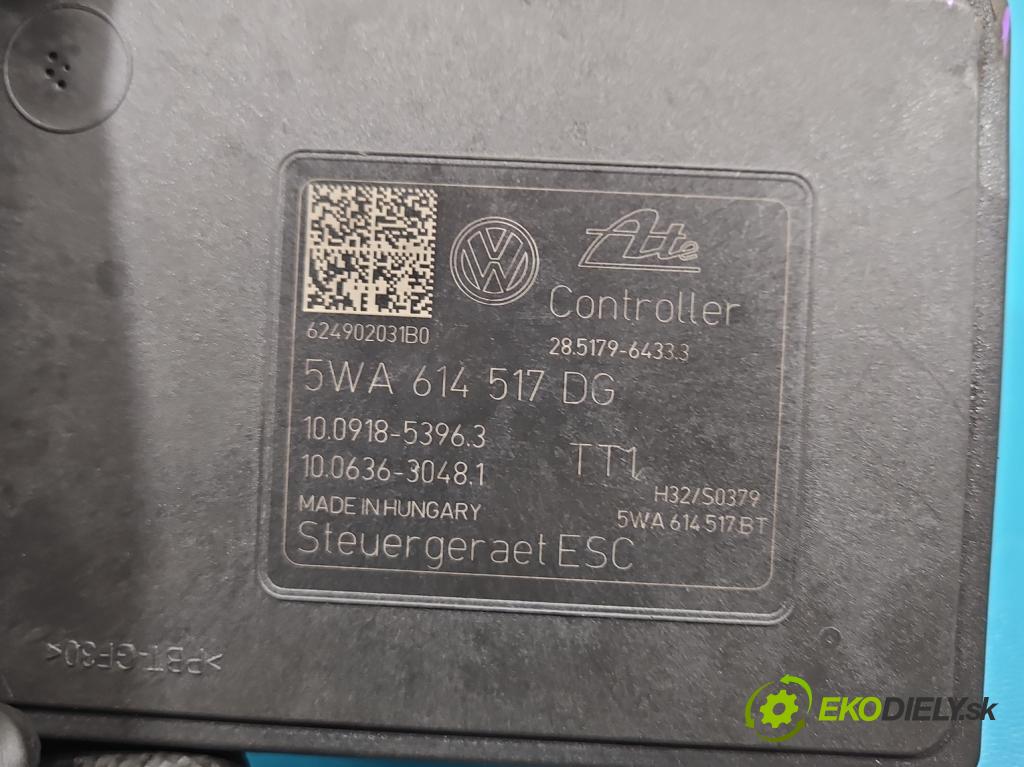 Ate
Controller
624902031B0
28.5179-6433.3
5WA 614 517 DG
10.0918-5396.3
TT1
10.0636-3048.1
H32/S0379
MADE IN HUNGARY
5WA 614 517 BT
Steuergeraet ESC
>PBT-GF30<
EKODIELY.sk